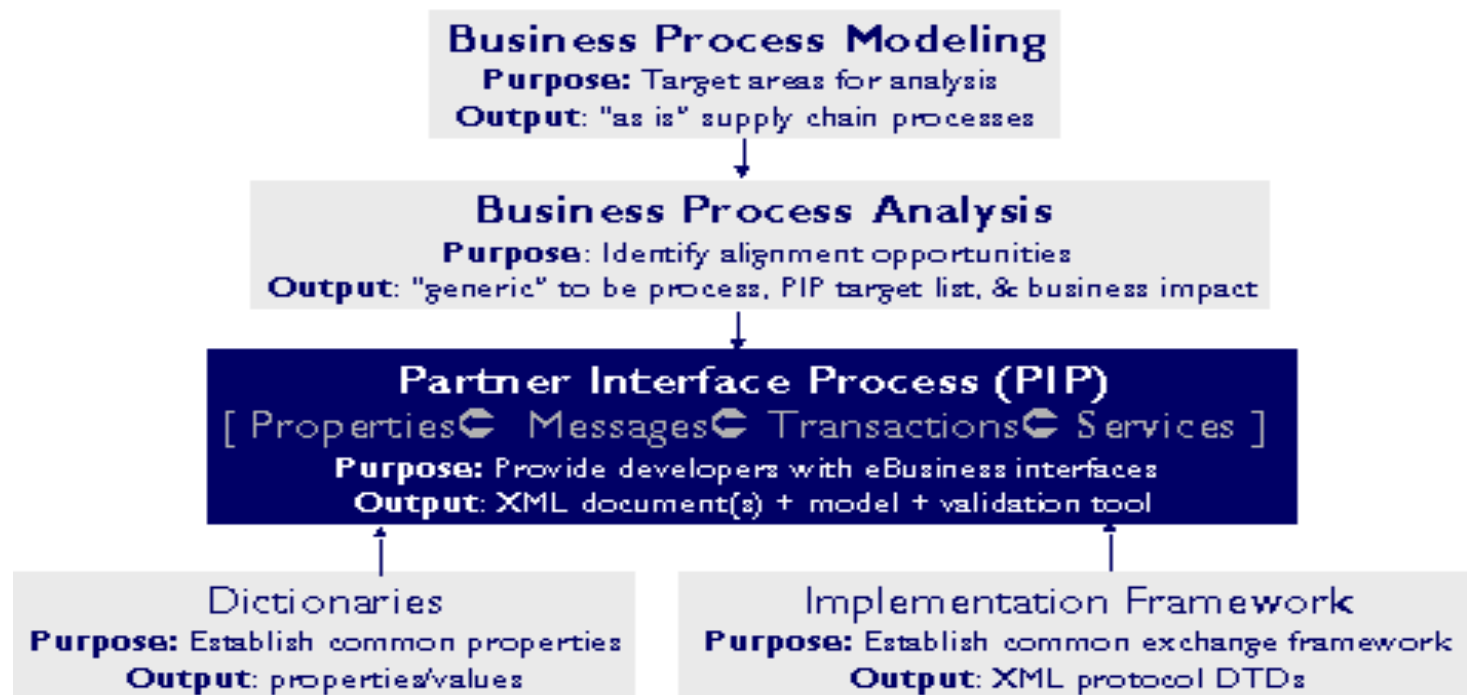 Business Process Modeling
Purpose: Target areas for analysis
Output: "as is" supply chain processes
Business Process Analysis
Purpose: Identify alignment opportunities
Output: "generic" to be process, PIP target list, & business impact
Partner Interface Process (PIP)
[ Properties⊂ Messages⊂ Transactions⊂ Services ]
Purpose: Provide developers with eBusiness interfaces
Output: XML document(s) + model + validation tool
Dictionaries
Purpose: Establish common properties
Output: properties/values
Implementation Framework
Purpose: Establish common exchange framework
Output: XML protocol DTDs